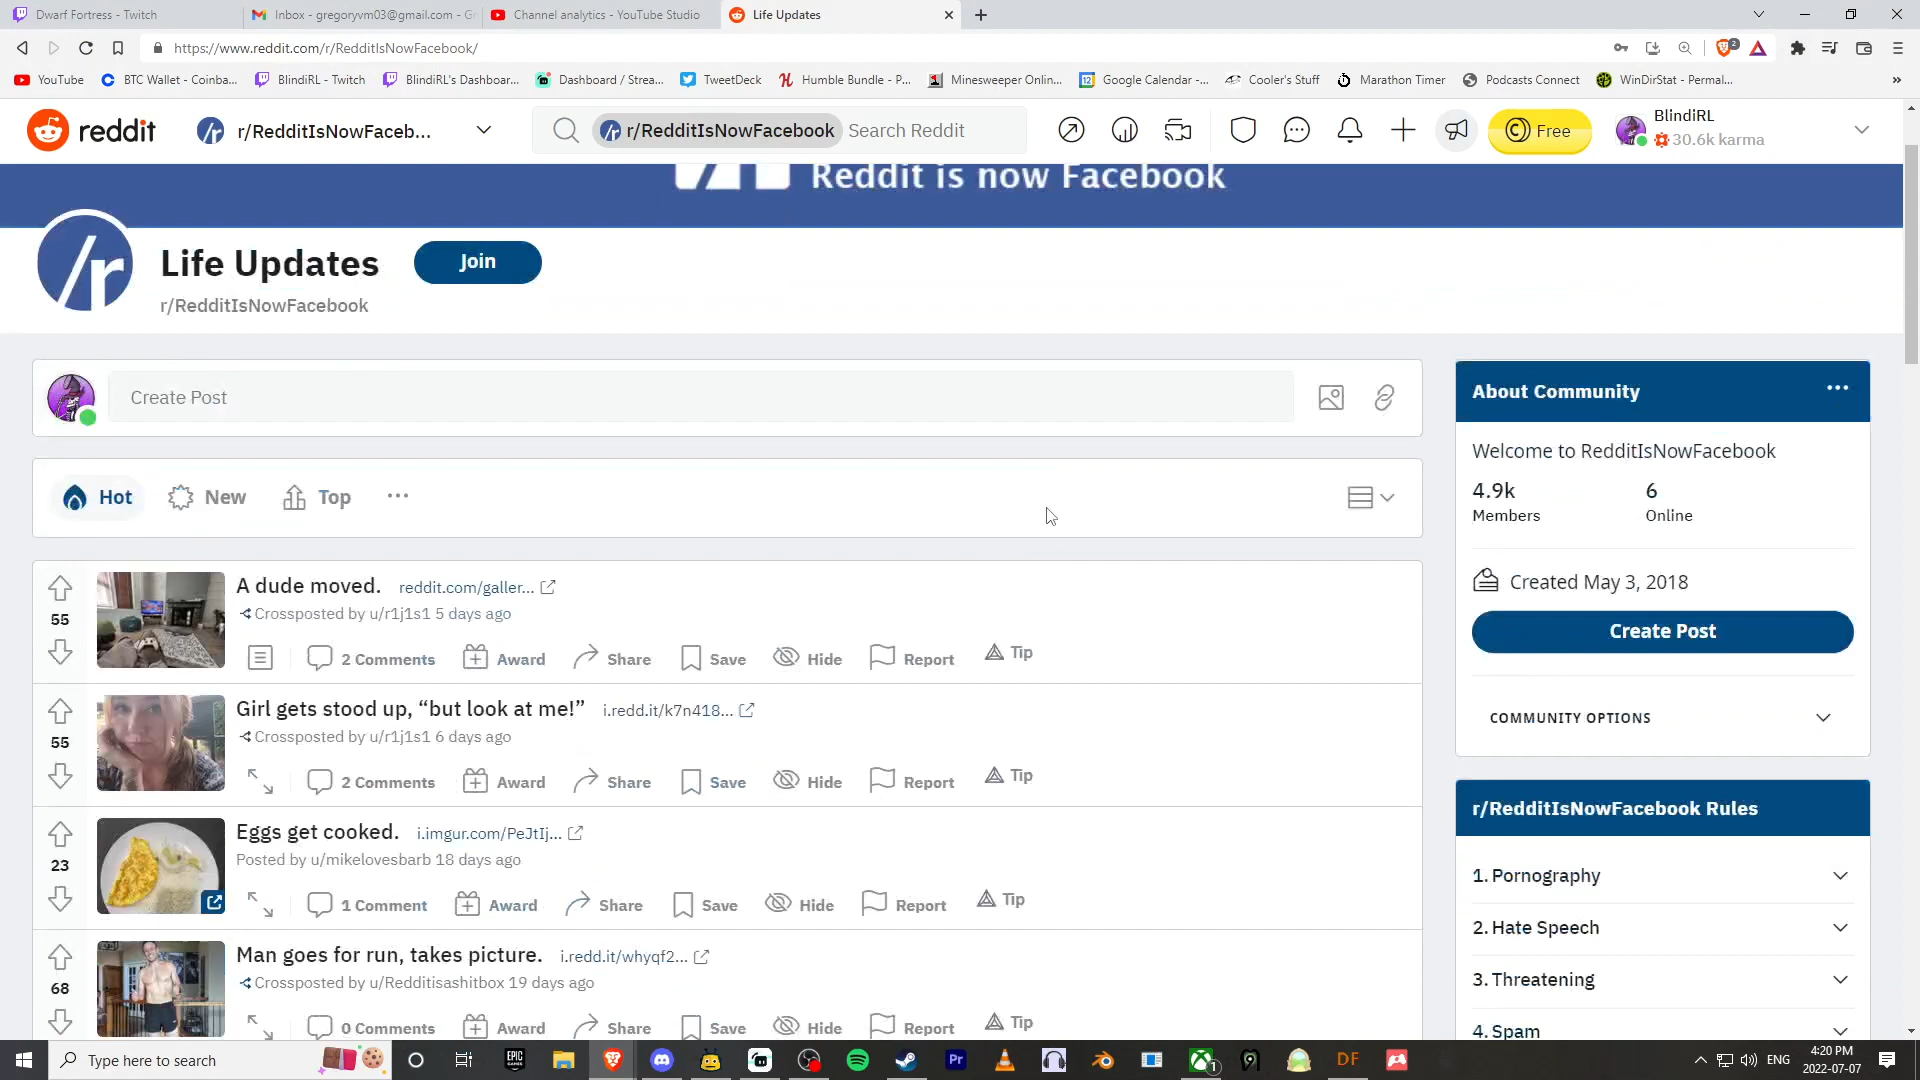 Dwarf Fortress - Twitch
Inbox - gregoryvm03@gmail.com - G
Channel analytics - YouTube Studio
Life Updates
https://www.reddit.com/r/RedditIsNowFacebook/
2
YouTube
BTC Wallet - Coinba...
BlindiRL - Twitch
BlindiRL's Dashboar...
Dashboard / Strea...
TweetDeck
Humble Bundle - P...
Minesweeper Onlin...
Google Calendar -...
Cooler's Stuff
Marathon Timer
Podcasts Connect
WinDirStat - Permal...
reddit
r/RedditIsNowFaceb...
r/RedditIsNowFacebook
Search Reddit
Free
BlindiRL
30.6k karma
Reddit is now Facebook
/r
Life Updates
Join
r/RedditIsNowFacebook
Create Post
Hot
New
Top
A dude moved. reddit.com/galler...
55
Crossposted by u/r1j1s1 5 days ago
2 Comments Award Share Save Hide Report Tip
Girl gets stood up, “but look at me!” i.redd.it/k7n418...
55
Crossposted by u/r1j1s1 6 days ago
2 Comments Award Share Save Hide Report Tip
Eggs get cooked. i.imgur.com/PeJtIj...
23
Posted by u/mikelovesbarb 18 days ago
1 Comment Award Share Save Hide Report Tip
Man goes for run, takes picture. i.redd.it/whyqf2...
68
Crossposted by u/Redditisashitbox 19 days ago
0 Comments Award Share Save Hide Report Tip
About Community
Welcome to RedditIsNowFacebook
4.9k
Members
6
Online
Created May 3, 2018
Create Post
COMMUNITY OPTIONS
r/RedditIsNowFacebook Rules
1. Pornography
2. Hate Speech
3. Threatening
4. Spam
Type here to search
EPIC GAMES
Pr
1
DF
ENG
4:20 PM
2022-07-07